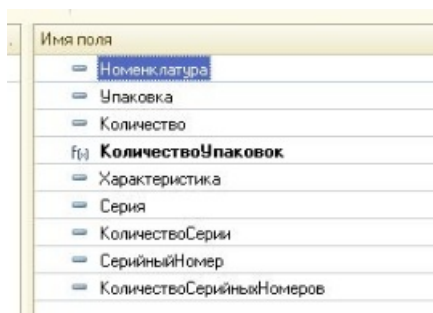 Имя поля
Номенклатура
Упаковка
Количество
f(x) КоличествоУпаковок
Характеристика
Серия
КоличествоСерии
СерийныйНомер
КоличествоСерийныхНомеров